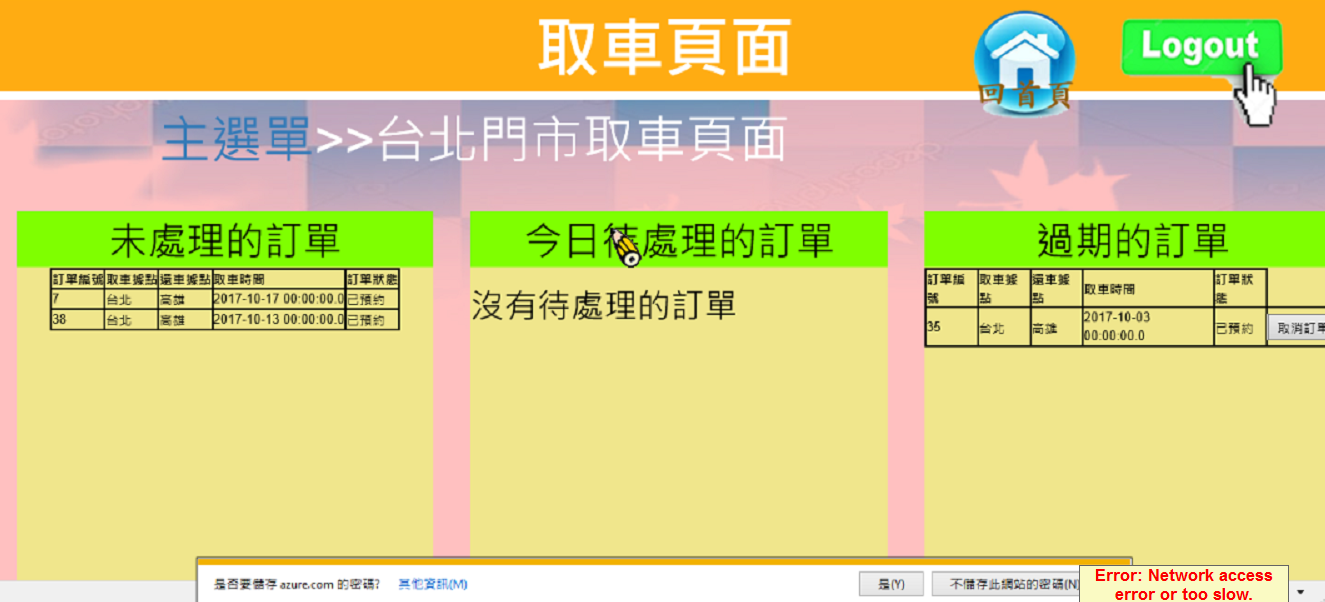 取車頁面
回首頁
Logout
主選單>>台北門市取車頁面
未處理的訂單
訂單編號 取車據點 還車據點 取車時間 訂單狀態
7 台北 高雄 2017-10-17 00:00:00.0 已預約
38 台北 高雄 2017-10-13 00:00:00.0 已預約
今日待處理的訂單
沒有待處理的訂單
過期的訂單
訂單編號 取車據點 還車據點 取車時間 訂單狀態
35 台北 高雄 2017-10-03 00:00:00.0 已預約 取消訂單
是否要儲存 azure.com 的密碼? 其他資訊(M)
是(Y)
不儲存此網站的密碼(N)
Error: Network access
error or too slow.